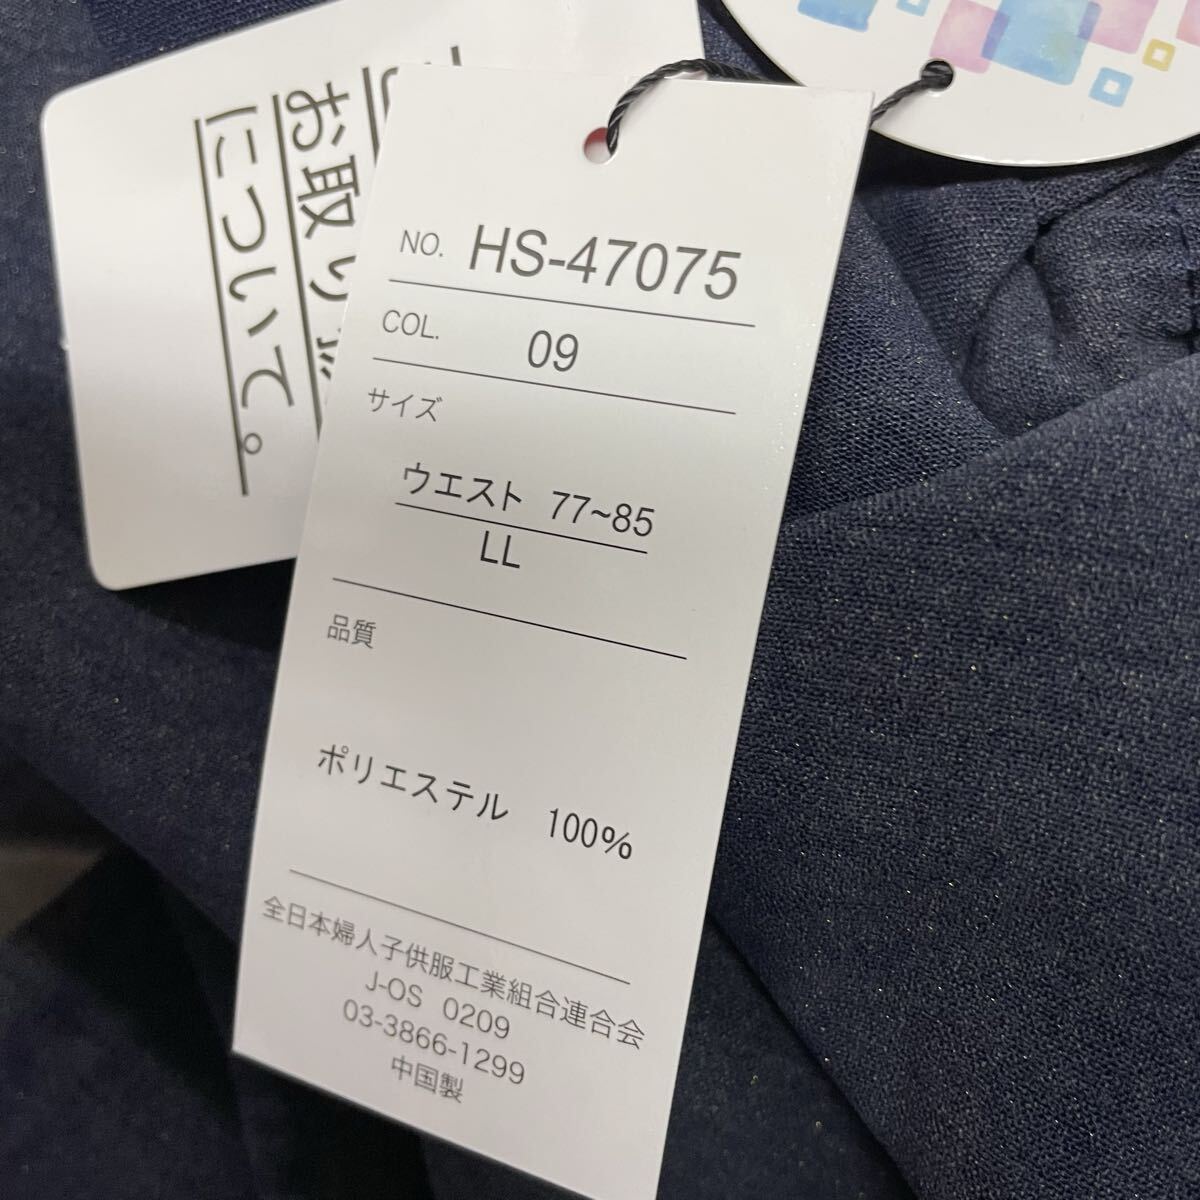 お取り
について。
NO. HS-47075
COL. 09
サイズ
ウエスト 77~85
LL
品質
ポリエステル 100%
全日本婦人子供服工業組合連合会
J-OS 0209
03-3866-1299
中国製